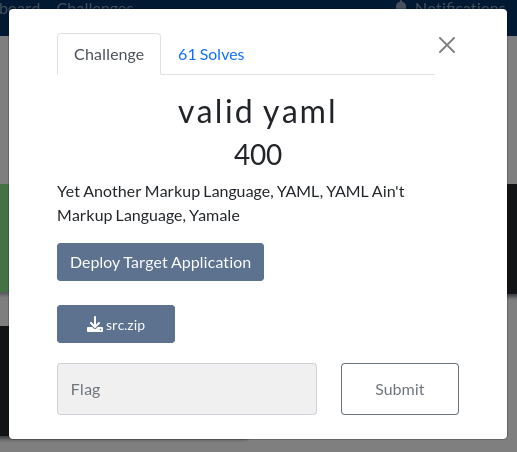 Challenges
Notifications
Challenge
61 Solves
valid yaml
400
Yet Another Markup Language, YAML, YAML Ain't
Markup Language, Yamale
Deploy Target Application
src.zip
Flag
Submit